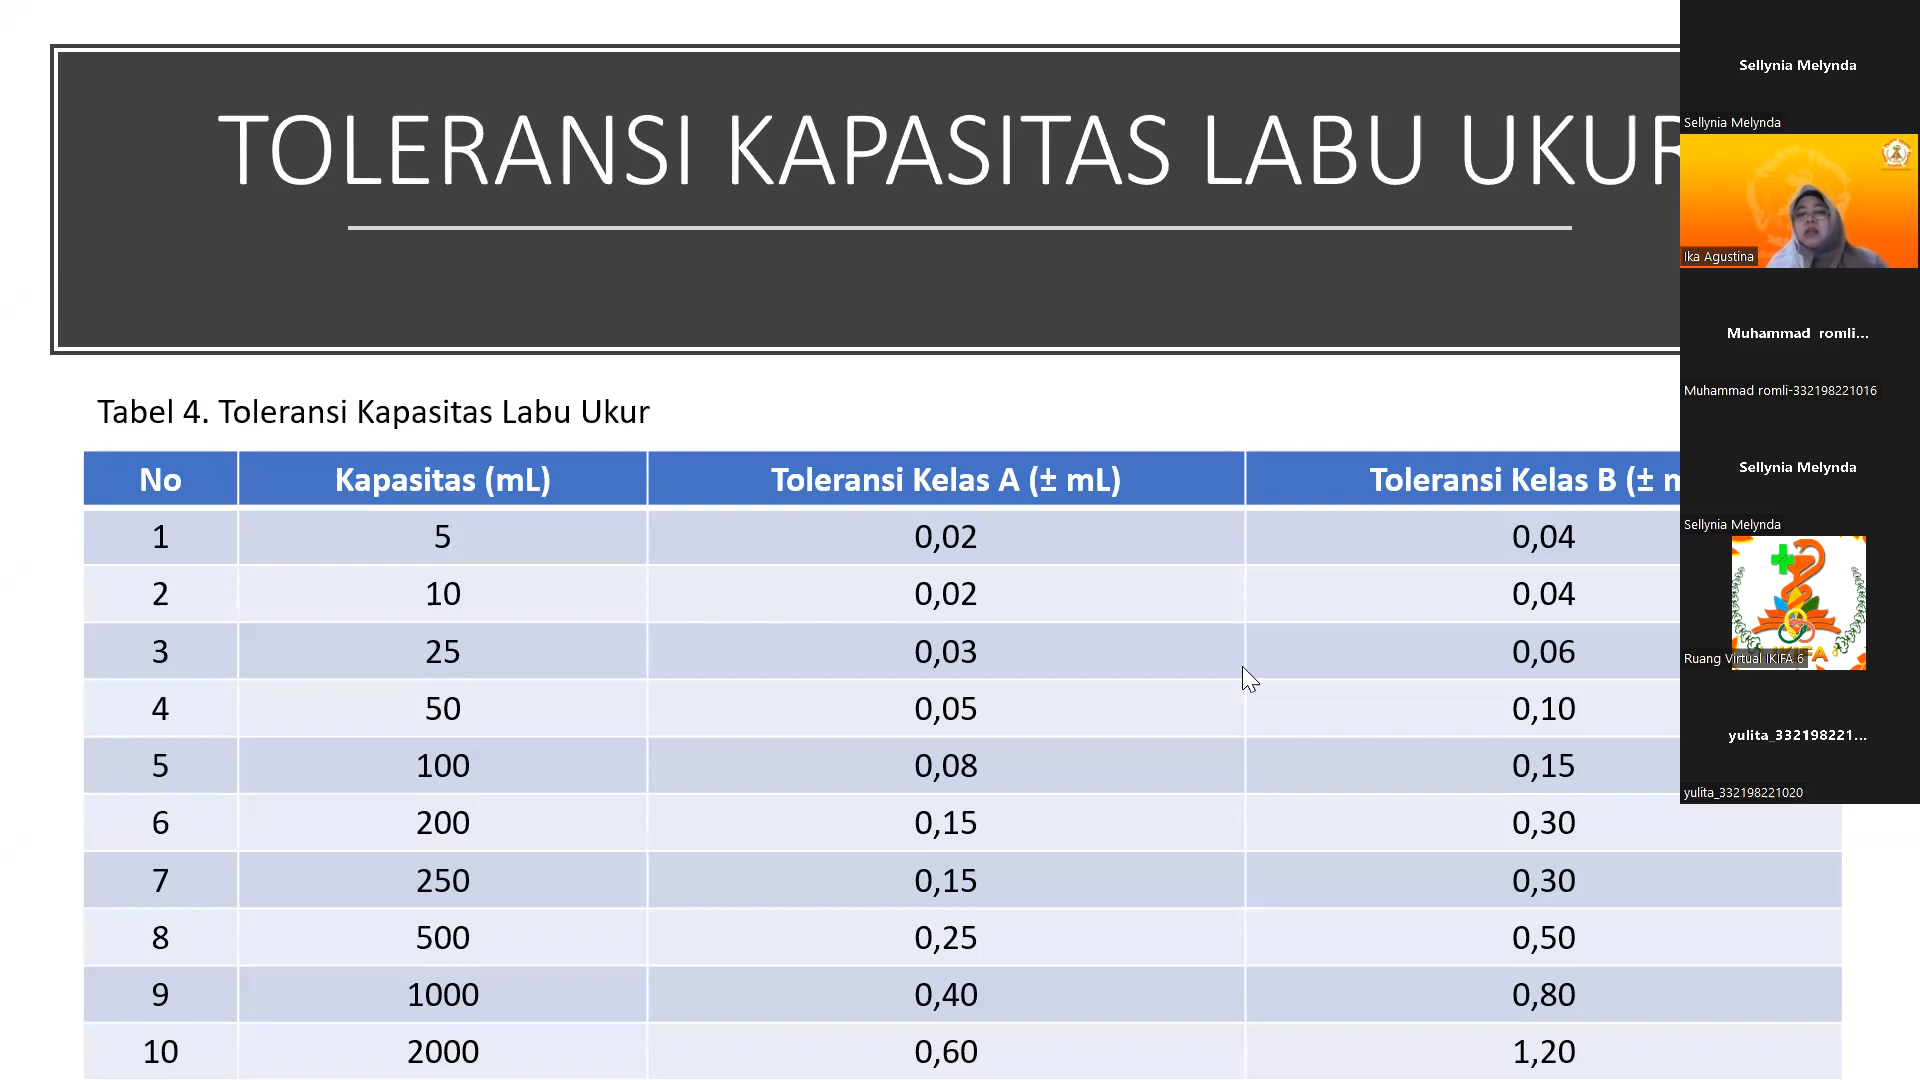 TOLERANSI KAPASITAS LABU UKUR
Tabel 4. Toleransi Kapasitas Labu Ukur
No Kapasitas (mL) Toleransi Kelas A (± mL) Toleransi Kelas B (± m
1 5 0,02 0,04
2 10 0,02 0,04
3 25 0,03 0,06
4 50 0,05 0,10
5 100 0,08 0,15
6 200 0,15 0,30
7 250 0,15 0,30
8 500 0,25 0,50
9 1000 0,40 0,80
10 2000 0,60 1,20
Sellynia Melynda
Sellynia Melynda
Ika Agustina
Muhammad romli...
Muhammad romli-332198221016
Sellynia Melynda
Sellynia Melynda
IKIFA
Ruang Virtual IKIFA 6
yulita_332198221...
yulita_332198221020